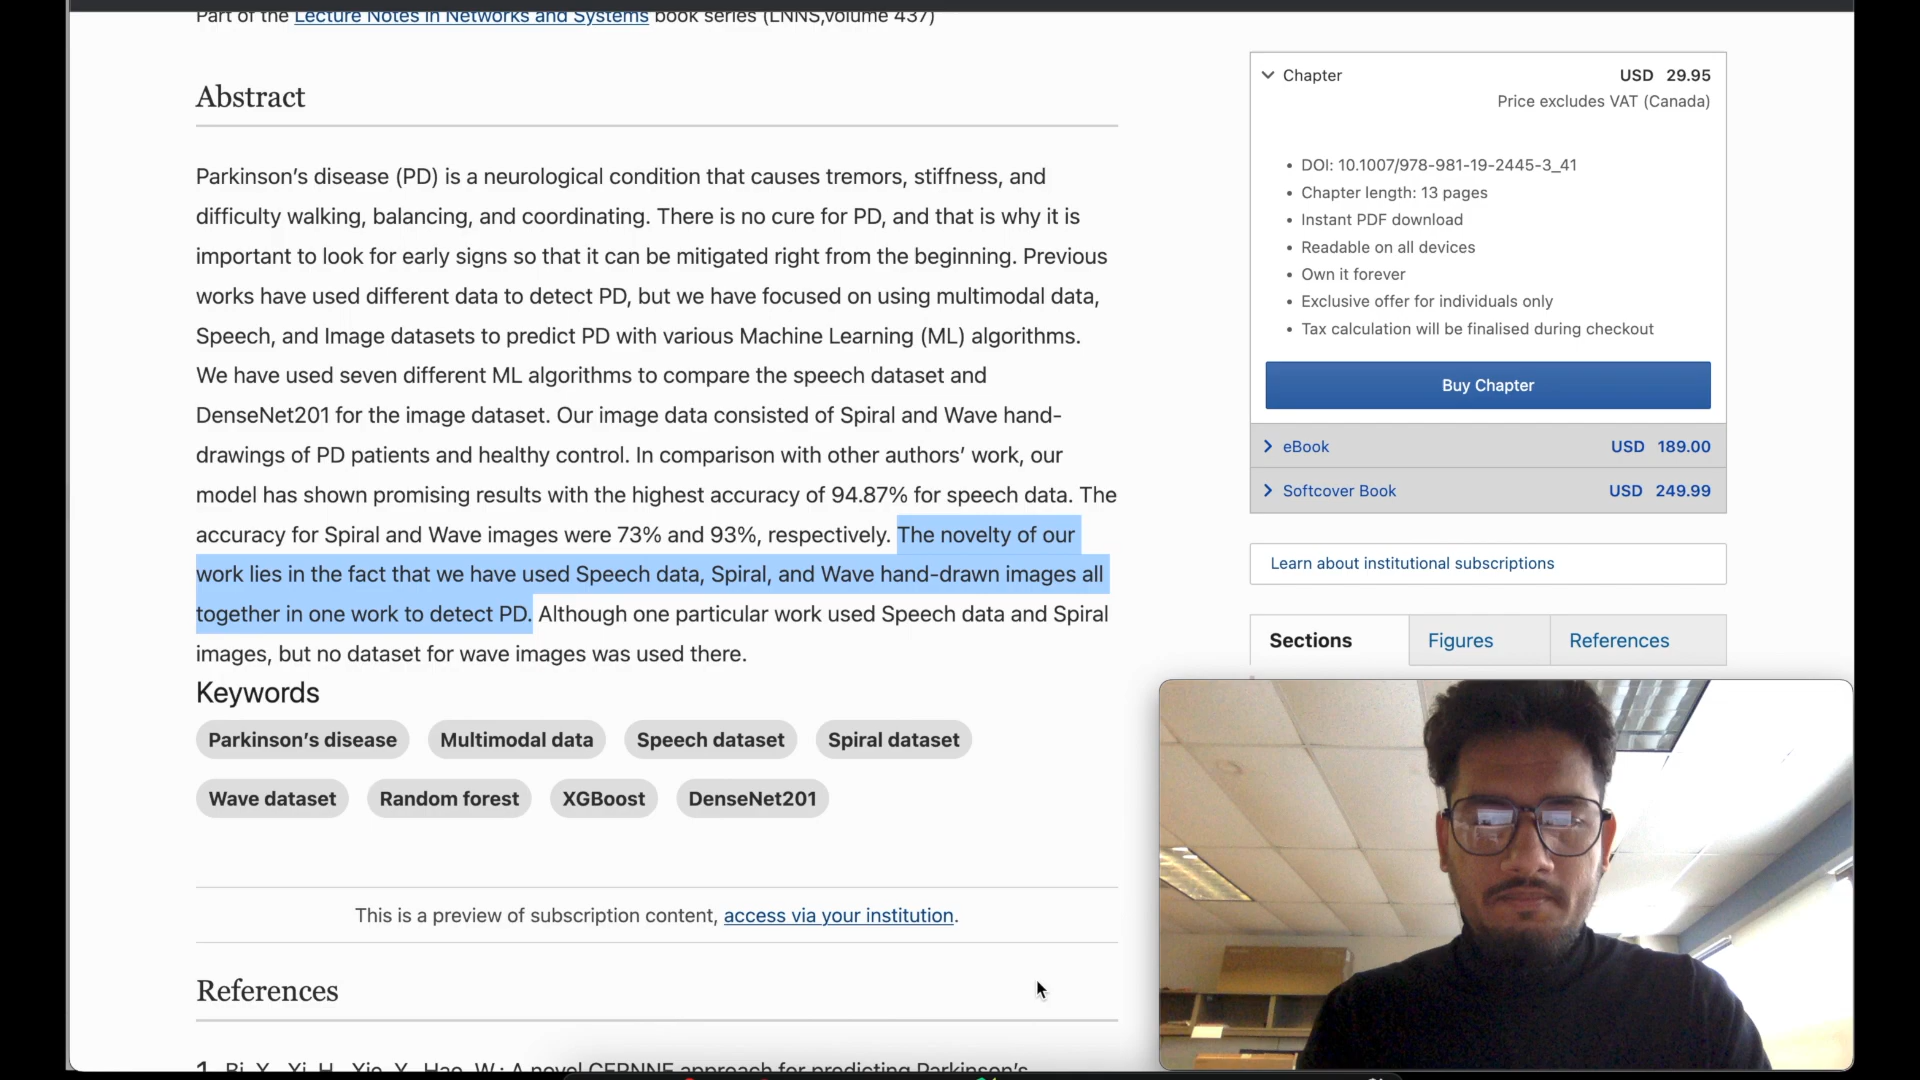 Part of the Lecture Notes in Networks and Systems book series (LNNS,volume 437)
Abstract
Parkinson’s disease (PD) is a neurological condition that causes tremors, stiffness, and
difficulty walking, balancing, and coordinating. There is no cure for PD, and that is why it is
important to look for early signs so that it can be mitigated right from the beginning. Previous
works have used different data to detect PD, but we have focused on using multimodal data,
Speech, and Image datasets to predict PD with various Machine Learning (ML) algorithms.
We have used seven different ML algorithms to compare the speech dataset and
DenseNet201 for the image dataset. Our image data consisted of Spiral and Wave hand-
drawings of PD patients and healthy control. In comparison with other authors’ work, our
model has shown promising results with the highest accuracy of 94.87% for speech data. The
accuracy for Spiral and Wave images were 73% and 93%, respectively. The novelty of our
work lies in the fact that we have used Speech data, Spiral, and Wave hand-drawn images all
together in one work to detect PD. Although one particular work used Speech data and Spiral
images, but no dataset for wave images was used there.
Keywords
Parkinson’s disease Multimodal data Speech dataset Spiral dataset
Wave dataset Random forest XGBoost DenseNet201
This is a preview of subscription content, access via your institution.
References
1. Bi, X., Xi, H., Xie, Y., Hao, W.: A novel CERNNE approach for predicting Parkinson’s
Chapter USD 29.95
Price excludes VAT (Canada)
• DOI: 10.1007/978-981-19-2445-3_41
• Chapter length: 13 pages
• Instant PDF download
• Readable on all devices
• Own it forever
• Exclusive offer for individuals only
• Tax calculation will be finalised during checkout
Buy Chapter
eBook USD 189.00
Softcover Book USD 249.99
Learn about institutional subscriptions
Sections Figures References